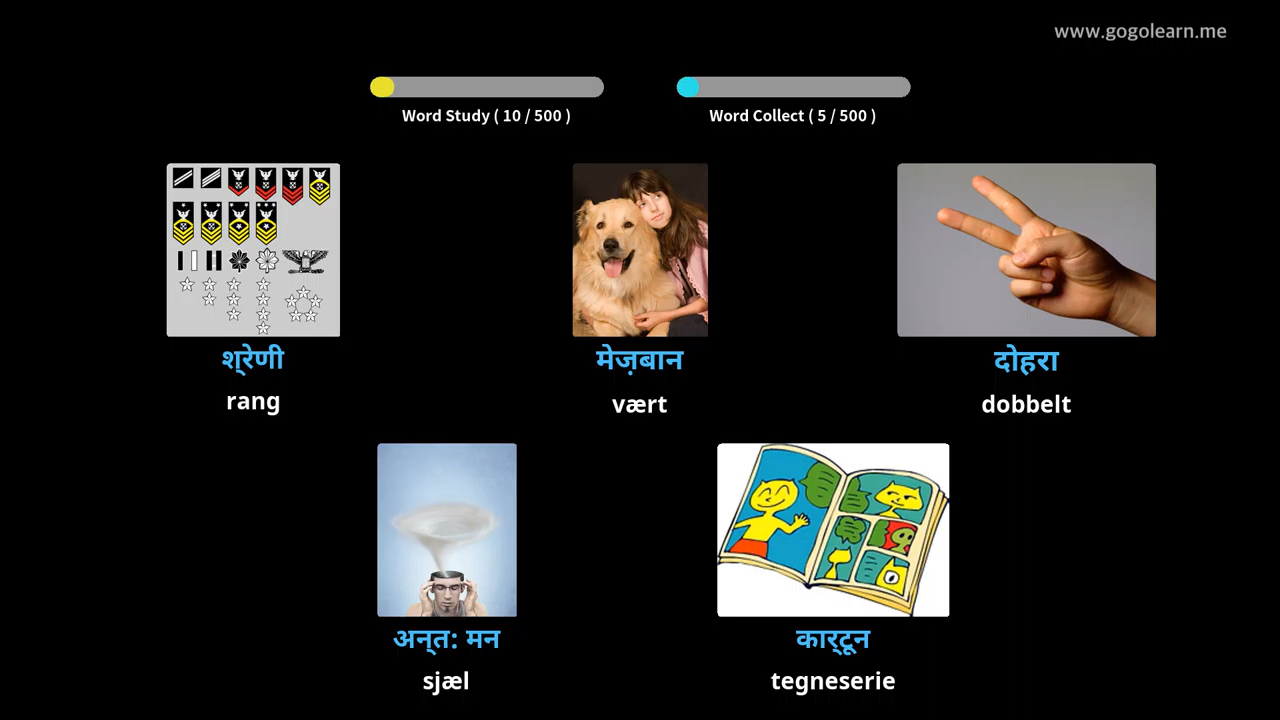 www.gogolearn.me
Word Study ( 10 / 500 )
Word Collect ( 5 / 500 )
श्रेणी
मेज़बान
दोहरा
rang
vært
dobbelt
अन्त: मन
कार्टून
sjæl
tegneserie